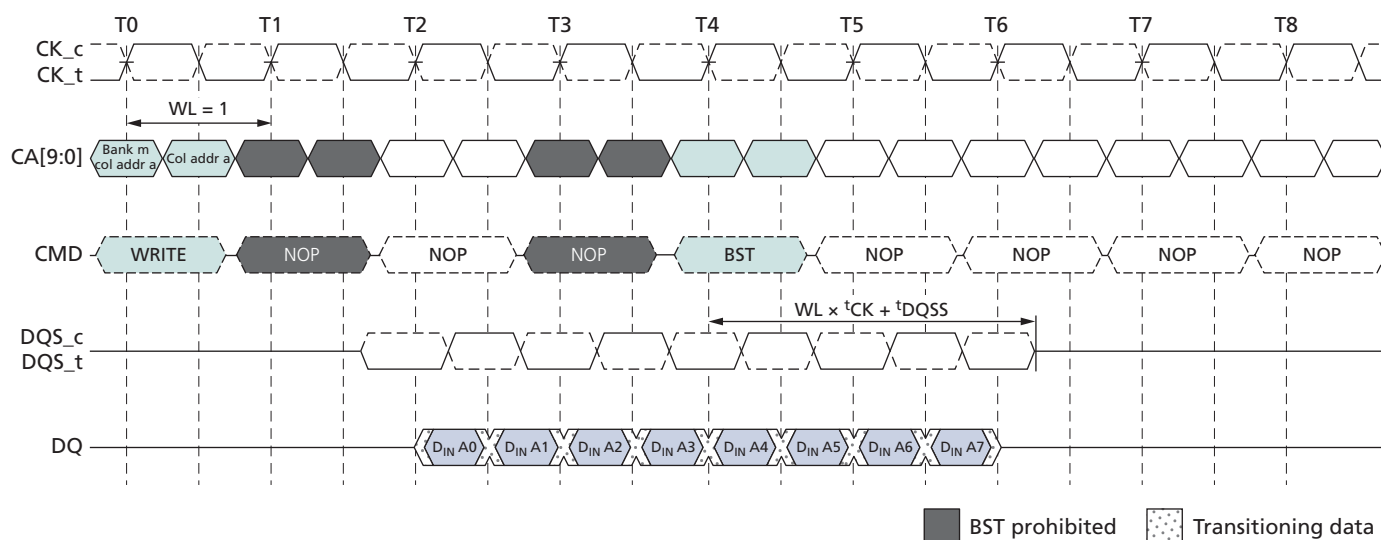 T0 T1 T2 T3 T4 T5 T6 T7 T8
CK_c
CK_t
WL = 1
CA[9:0]
Bank m
col addr a
Col addr a
CMD
WRITE NOP NOP NOP BST NOP NOP NOP NOP
WL × tCK + tDQSS
DQS_c
DQS_t
DQ
DIN A0 DIN A1 DIN A2 DIN A3 DIN A4 DIN A5 DIN A6 DIN A7
BST prohibited Transitioning data